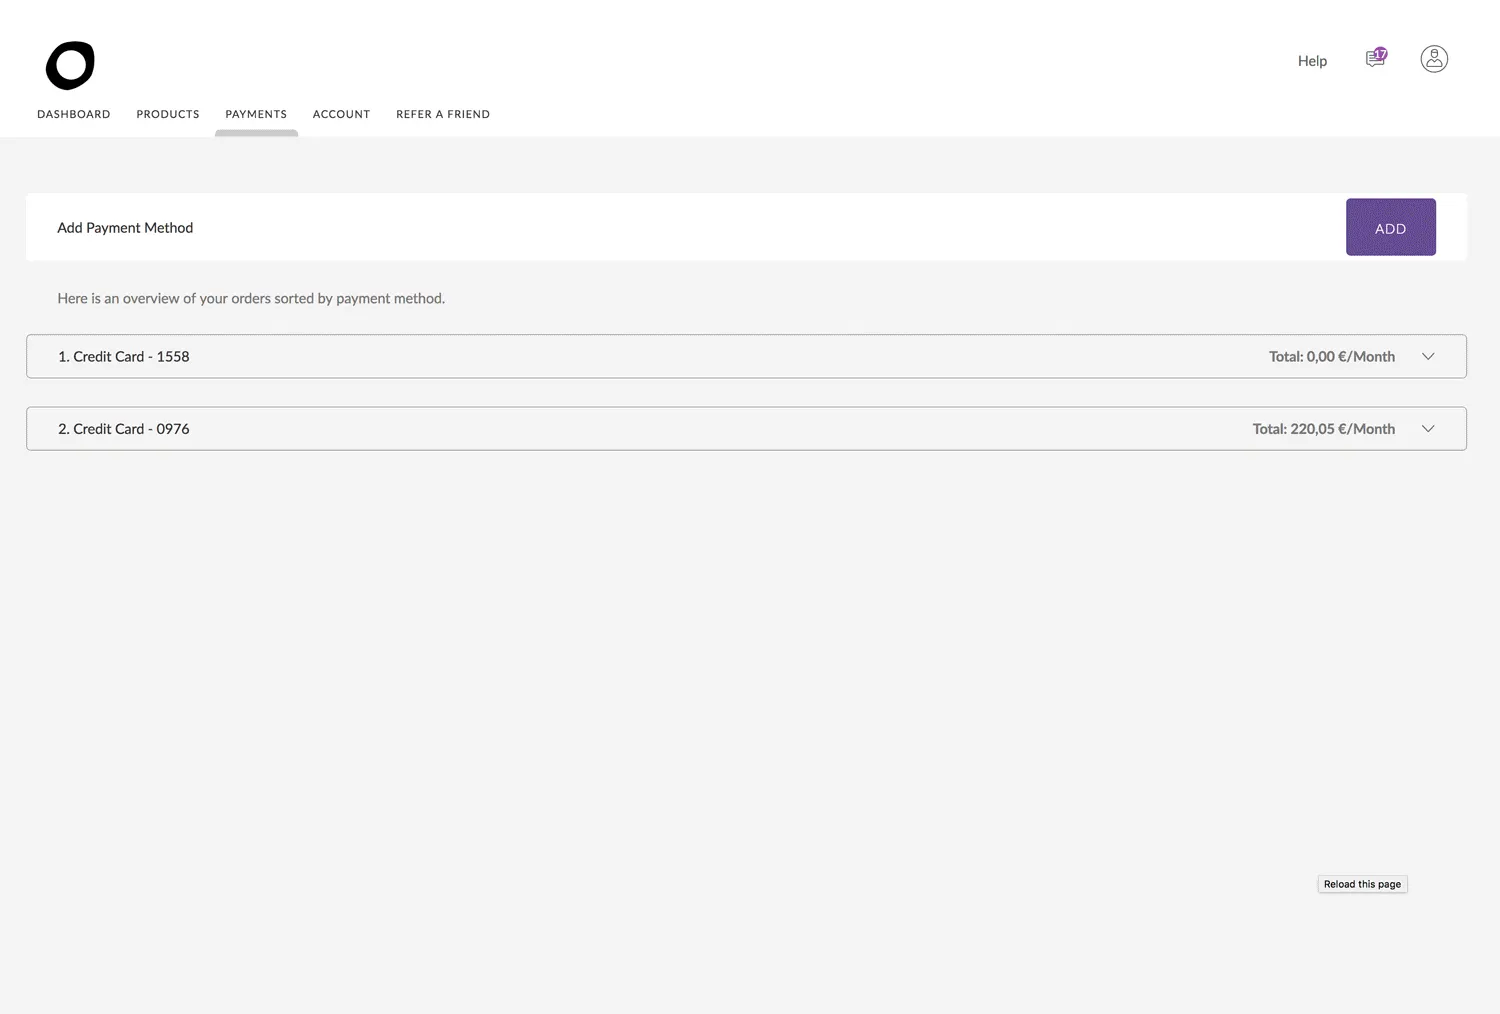 Help
17
DASHBOARD PRODUCTS PAYMENTS ACCOUNT REFER A FRIEND
Add Payment Method
ADD
Here is an overview of your orders sorted by payment method.
1. Credit Card - 1558 Total: 0,00 €/Month
2. Credit Card - 0976 Total: 220,05 €/Month
Reload this page